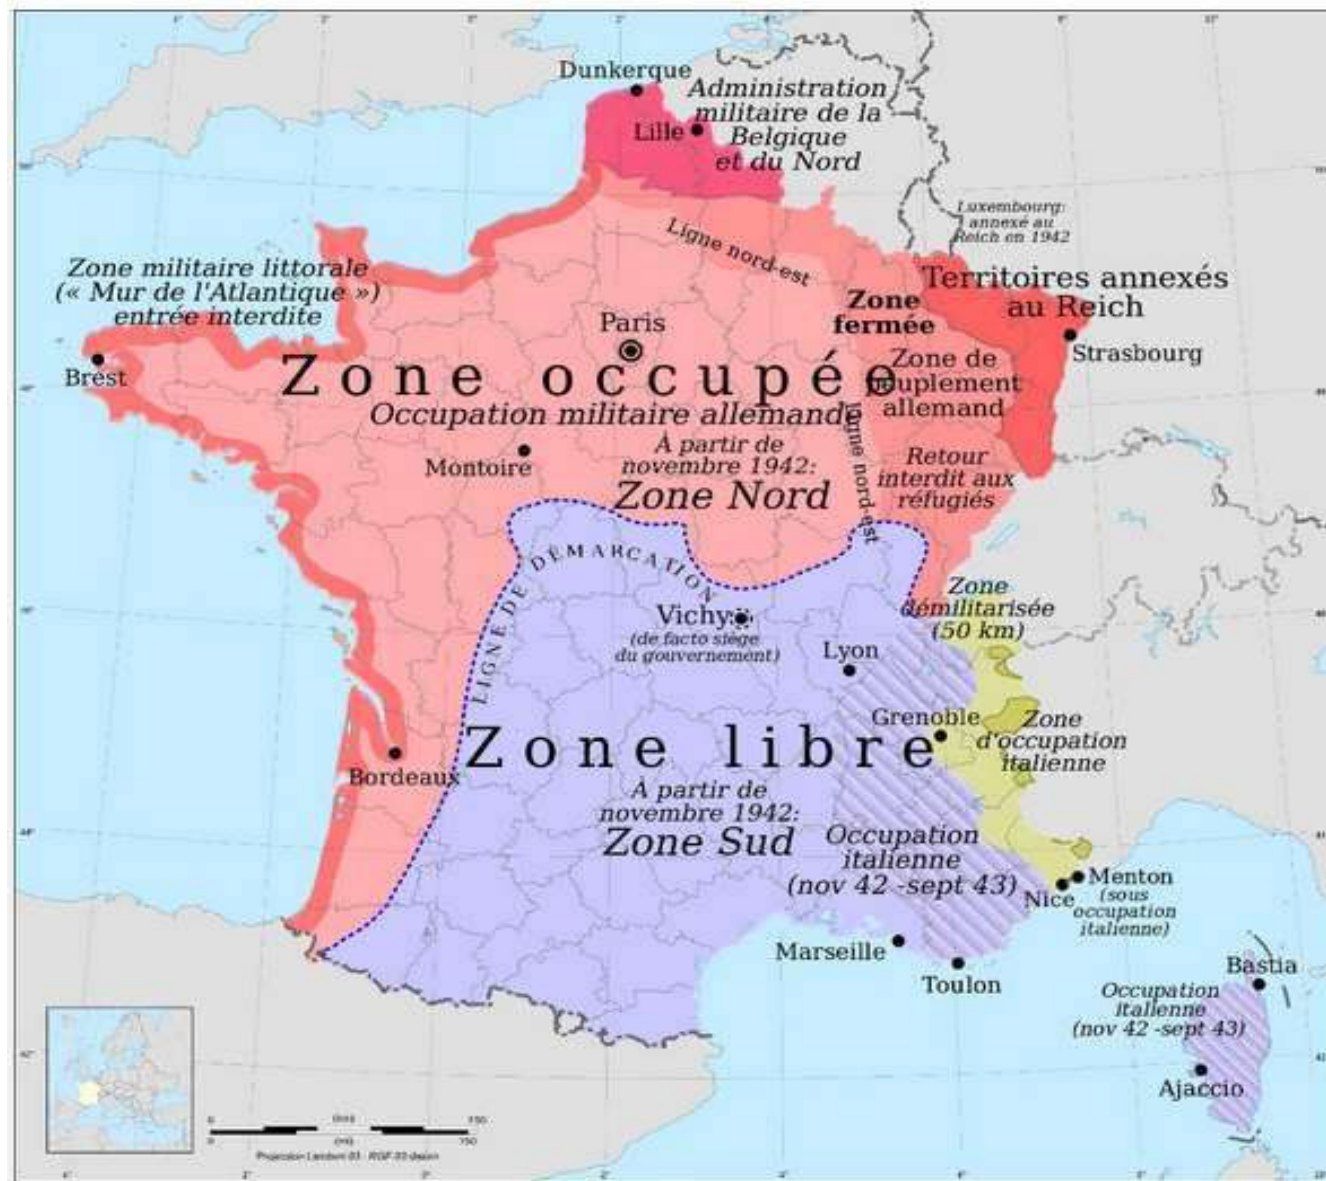 Dunkerque
Administration
militaire de la
Belgique
et du Nord
Lille
Luxembourg:
annexé au
Reich en 1942
Ligne nord-est
Zone militaire littorale
(« Mur de l'Atlantique »)
entrée interdite
Territoires annexés
au Reich
Zone
fermée
Paris
Strasbourg
Brest
Zone occupée
Zone de
peuplement
allemand
Occupation militaire allemande
Ligne nord-est
Montoire
À partir de
novembre 1942:
Zone Nord
Retour
interdit aux
réfugiés
LIGNE DE DÉMARCATION
Zone
démilitarisée
(50 km)
Vichy
(de facto siège
du gouvernement)
Lyon
Grenoble
Zone
d'occupation
italienne
Zone libre
Bordeaux
À partir de
novembre 1942:
Zone Sud
Occupation
italienne
(nov 42 -sept 43)
Nice
Menton
(sous
occupation
italienne)
Marseille
Toulon
Bastia
Occupation
italienne
(nov 42 -sept 43)
Ajaccio